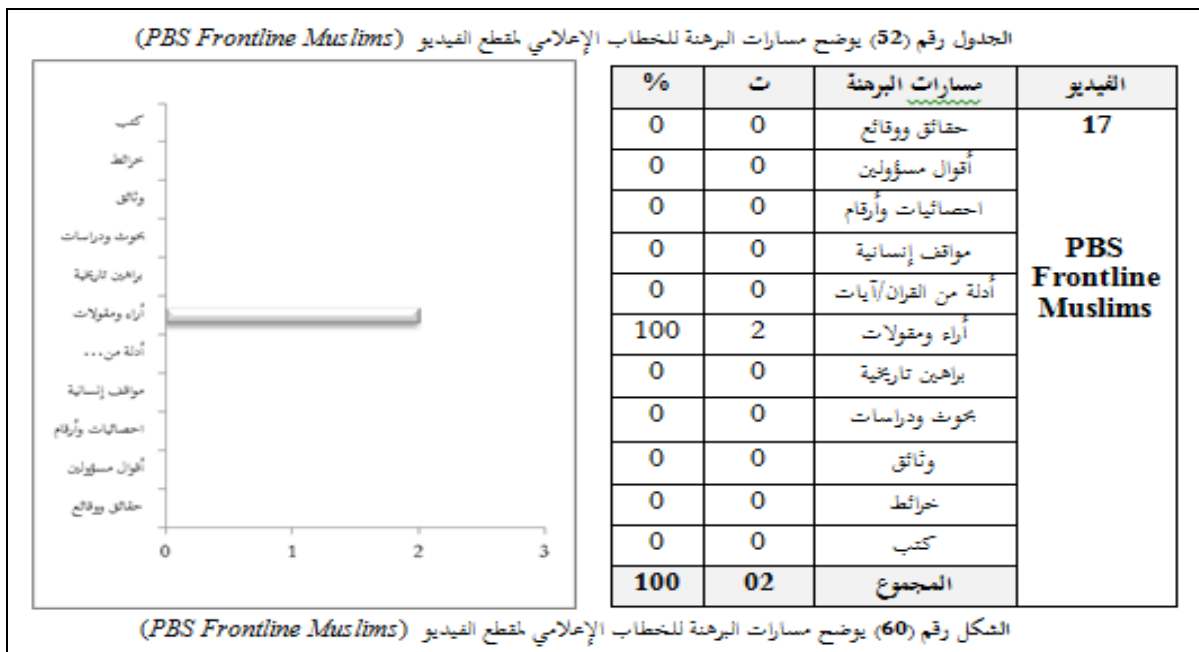 الجدول رقم (52) يوضح مسارات البرهنة للخطاب الإعلامي لمقطع الفيديو (PBS Frontline Muslims)
الفيديو مسارات البرهنة ت %
17 حقائق ووقائع 0 0
أقوال مسؤولين 0 0
احصائيات وأرقام 0 0
PBS مواقف إنسانية 0 0
Frontline أدلة من القران/آيات 0 0
Muslims أراء ومقولات 2 100
براهين تاريخية 0 0
بحوث ودراسات 0 0
وثائق 0 0
خرائط 0 0
كتب 0 0
المجموع 02 100
كتب
خرائط
وثائق
بحوث ودراسات
براهين تاريخية
أراء ومقولات
أدلة من...
مواقف إنسانية
احصائيات وأرقام
أقوال مسؤولين
حقائق ووقائع
0 1 2 3
الشكل رقم (60) يوضح مسارات البرهنة للخطاب الإعلامي لمقطع الفيديو (PBS Frontline Muslims)